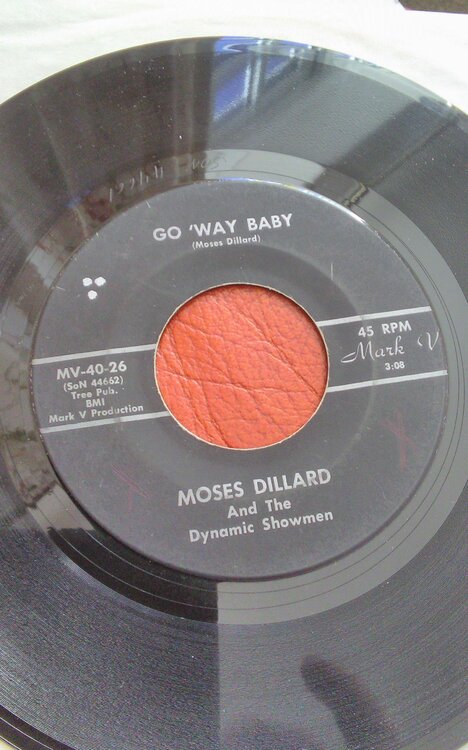 GO 'WAY BABY
(Moses Dillard)
MV-40-26
(SoN 44662)
Tree Pub.
BMI
Mark V Production
45 RPM
Mark V
3:08
MOSES DILLARD
And The
Dynamic Showmen